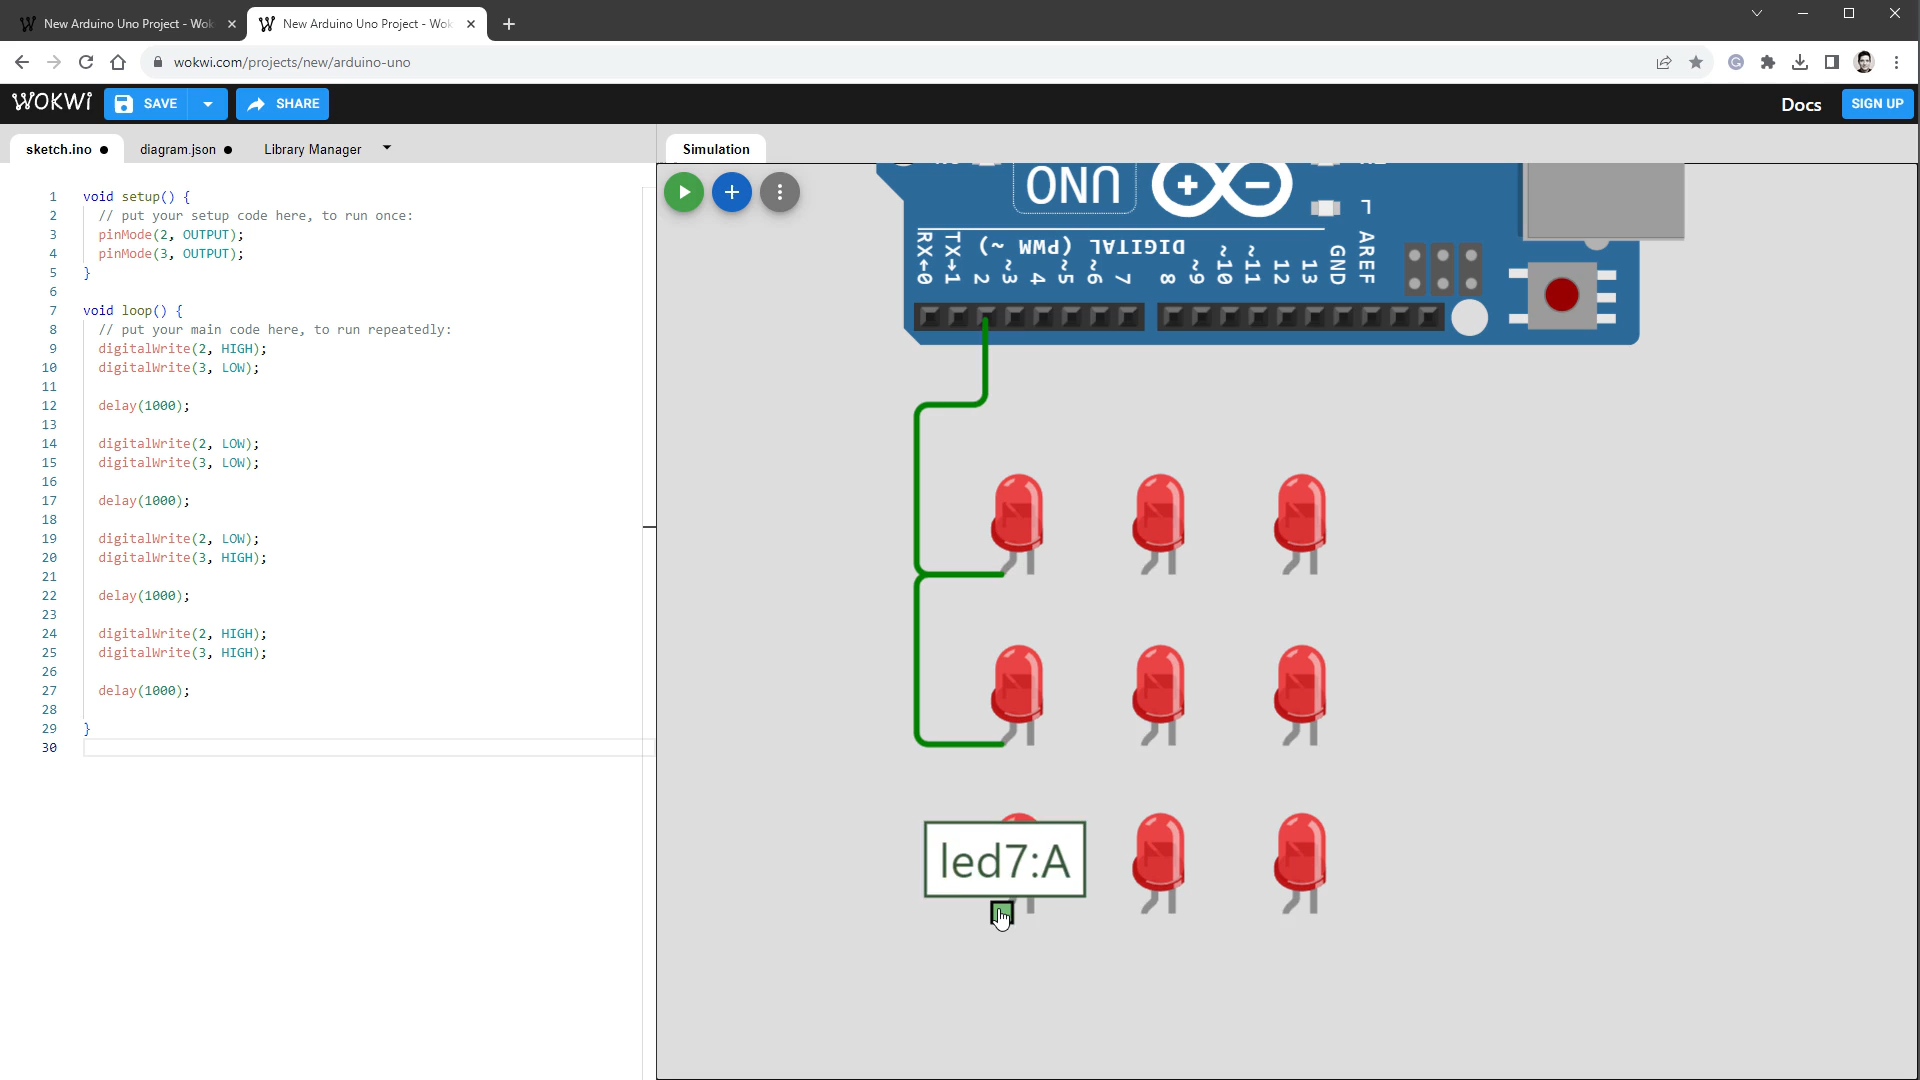 New Arduino Uno Project - Wok
New Arduino Uno Project - Wok
wokwi.com/projects/new/arduino-uno
WOKWI
SAVE
SHARE
Docs
SIGN UP
sketch.ino
diagram.json
Library Manager
Simulation
1 void setup() {
2 // put your setup code here, to run once:
3 pinMode(2, OUTPUT);
4 pinMode(3, OUTPUT);
5 }
6
7 void loop() {
8 // put your main code here, to run repeatedly:
9 digitalWrite(2, HIGH);
10 digitalWrite(3, LOW);
11
12 delay(1000);
13
14 digitalWrite(2, LOW);
15 digitalWrite(3, LOW);
16
17 delay(1000);
18
19 digitalWrite(2, LOW);
20 digitalWrite(3, HIGH);
21
22 delay(1000);
23
24 digitalWrite(2, HIGH);
25 digitalWrite(3, HIGH);
26
27 delay(1000);
28
29 }
30
UNO
L
DIGITAL (PWM ~)
RX←0
TX→1
2
~3
4
~5
~6
7
8
~9
~10
~11
12
13
GND
AREF
led7:A